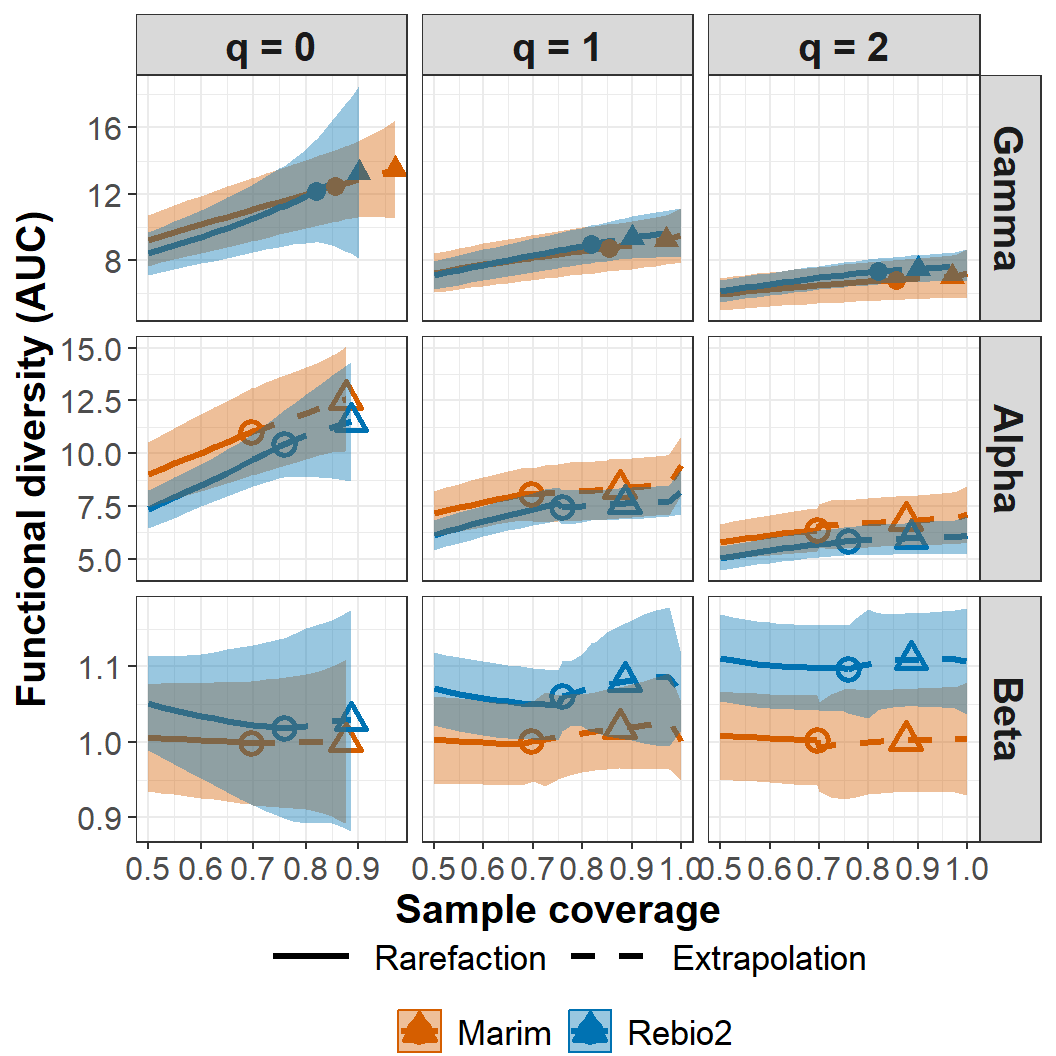 q = 0
q = 1
q = 2
Functional diversity (AUC)
16
12
8
Gamma
15.0
12.5
10.0
7.5
5.0
Alpha
1.1
1.0
0.9
Beta
0.5 0.6 0.7 0.8 0.9
0.5 0.6 0.7 0.8 0.9 1.0
0.5 0.6 0.7 0.8 0.9 1.0
Sample coverage
Rarefaction Extrapolation
Marim Rebio2